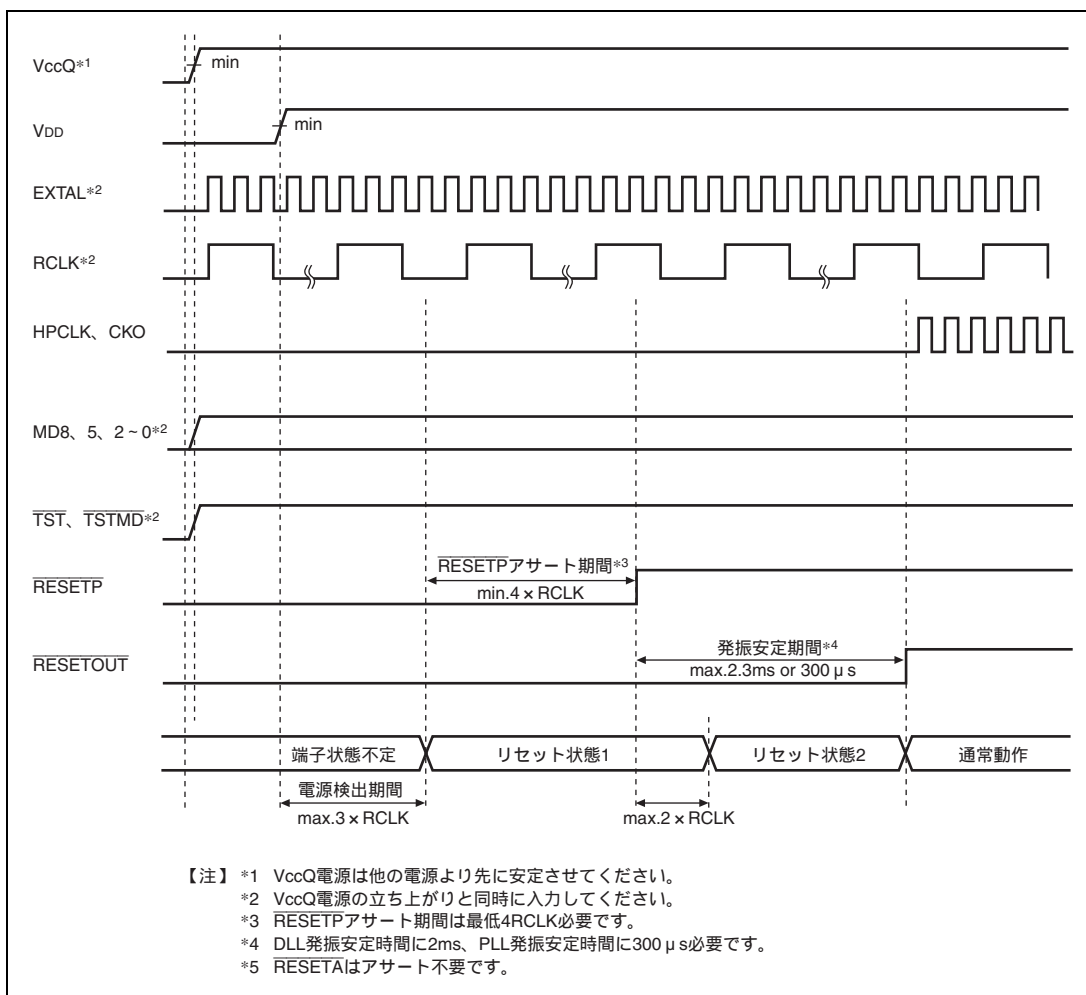 VccQ*1
min
VDD
min
EXTAL*2
RCLK*2
HPCLK、CKO
MD8、5、2~0*2
TST、TSTMD*2
RESETPアサート期間*3
RESETP
min.4×RCLK
発振安定期間*4
RESETOUT
max.2.3ms or 300μs
端子状態不定 リセット状態1 リセット状態2 通常動作
電源検出期間
max.3×RCLK max.2×RCLK
【注】 *1 VccQ電源は他の電源より先に安定させてください。
*2 VccQ電源の立ち上がりと同時に入力してください。
*3 RESETPアサート期間は最低4RCLK必要です。
*4 DLL発振安定時間に2ms、PLL発振安定時間に300μs必要です。
*5 RESETAはアサート不要です。